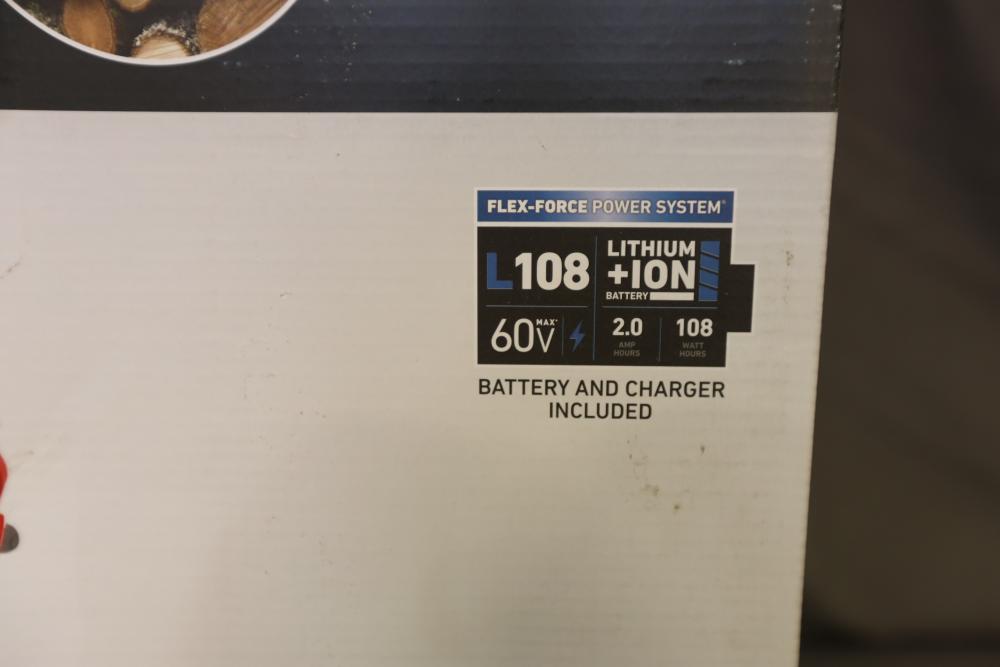 FLEX-FORCE POWER SYSTEM®
L108
LITHIUM
+ION
BATTERY
60V MAX*
2.0
AMP
HOURS
108
WATT
HOURS
BATTERY AND CHARGER
INCLUDED